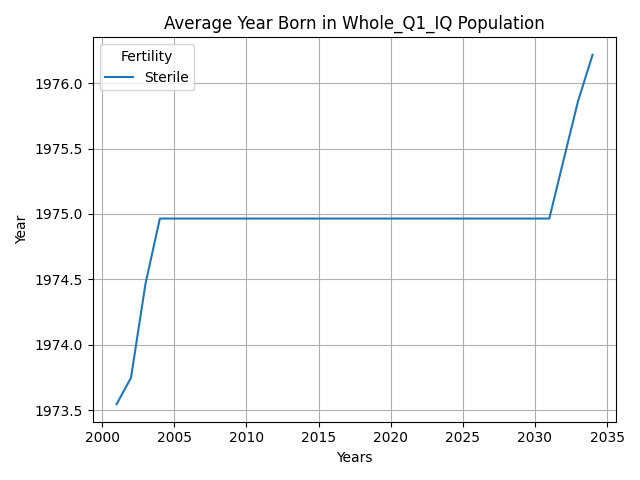 Average Year Born in Whole_Q1_IQ Population
Fertility
Sterile
Year
1976.0
1975.5
1975.0
1974.5
1974.0
1973.5
2000 2005 2010 2015 2020 2025 2030 2035
Years